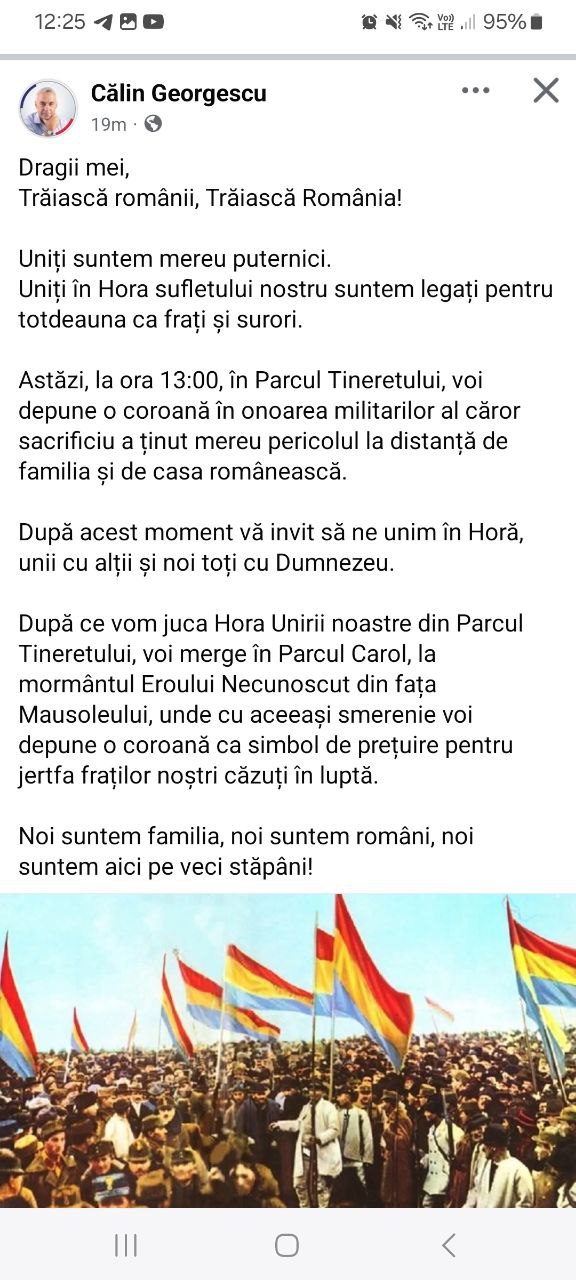 12:25
Vo))
LTE
95%
Călin Georgescu
19m ·
Dragii mei,
Trăiască românii, Trăiască România!
Uniți suntem mereu puternici.
Uniți în Hora sufletului nostru suntem legați pentru
totdeauna ca frați și surori.
Astăzi, la ora 13:00, în Parcul Tineretului, voi
depune o coroană în onoarea militarilor al căror
sacrificiu a ținut mereu pericolul la distanță de
familia și de casa românească.
După acest moment vă invit să ne unim în Horă,
unii cu alții și noi toți cu Dumnezeu.
După ce vom juca Hora Unirii noastre din Parcul
Tineretului, voi merge în Parcul Carol, la
mormântul Eroului Necunoscut din fața
Mausoleului, unde cu aceeași smerenie voi
depune o coroană ca simbol de prețuire pentru
jertfa fraților noștri căzuți în luptă.
Noi suntem familia, noi suntem români, noi
suntem aici pe veci stăpâni!